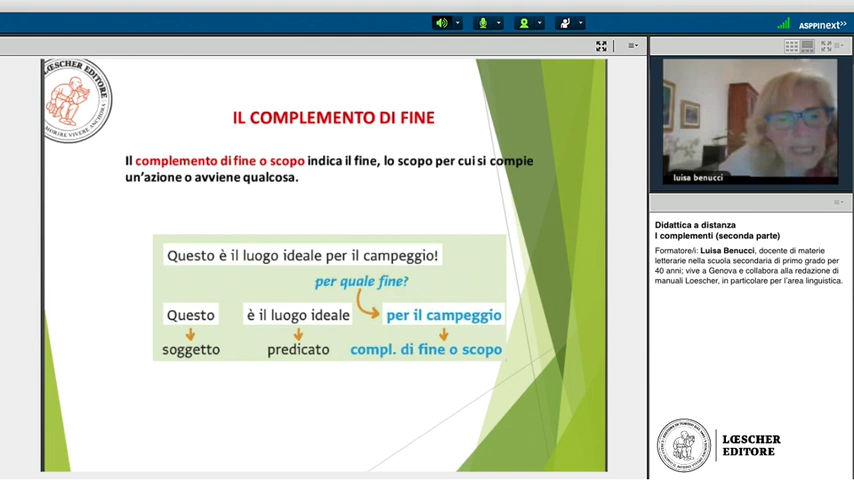 ASPPInext>>
LŒSCHER EDITORE
MORIRE VIVERE ANCHORA
IL COMPLEMENTO DI FINE
Il complemento di fine o scopo indica il fine, lo scopo per cui si compie
un'azione o avviene qualcosa.
Questo è il luogo ideale per il campeggio!
per quale fine?
Questo è il luogo ideale per il campeggio
soggetto predicato compl. di fine o scopo
luisa benucci
Didattica a distanza
I complementi (seconda parte)
Formatore/i: Luisa Benucci, docente di materie
letterarie nella scuola secondaria di primo grado per
40 anni; vive a Genova e collabora alla redazione di
manuali Loescher, in particolare per l'area linguistica.
LŒSCHER
EDITORE